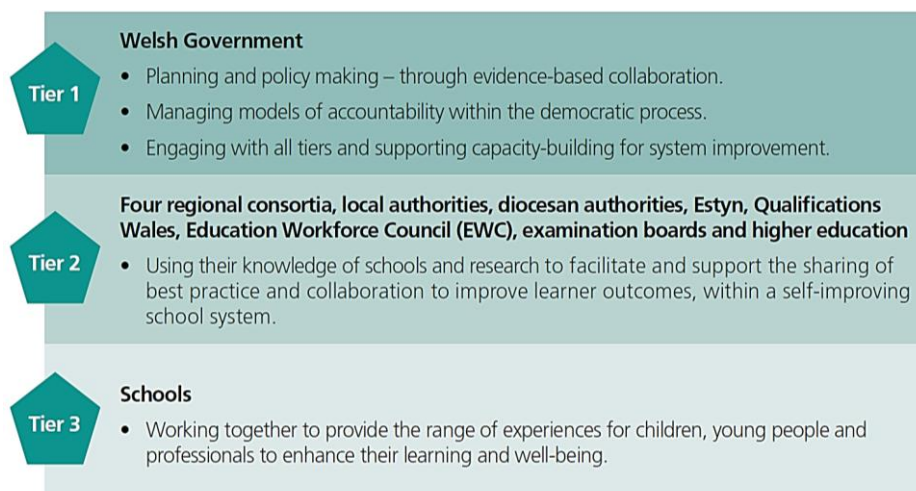 Welsh Government
Tier 1
• Planning and policy making – through evidence-based collaboration.
• Managing models of accountability within the democratic process.
• Engaging with all tiers and supporting capacity-building for system improvement.
Four regional consortia, local authorities, diocesan authorities, Estyn, Qualifications
Wales, Education Workforce Council (EWC), examination boards and higher education
Tier 2
• Using their knowledge of schools and research to facilitate and support the sharing of
best practice and collaboration to improve learner outcomes, within a self-improving
school system.
Schools
Tier 3
• Working together to provide the range of experiences for children, young people and
professionals to enhance their learning and well-being.